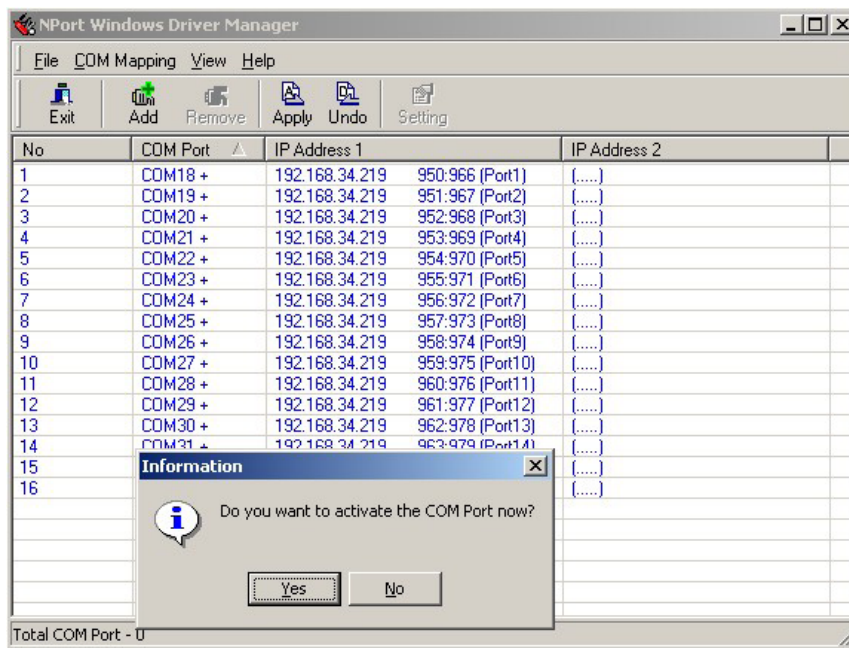 NPort Windows Driver Manager
File COM Mapping View Help
Exit Add Remove Apply Undo Setting
No COM Port IP Address 1 IP Address 2
1 COM18 + 192.168.34.219 950:966 (Port1) (.....)
2 COM19 + 192.168.34.219 951:967 (Port2) (.....)
3 COM20 + 192.168.34.219 952:968 (Port3) (.....)
4 COM21 + 192.168.34.219 953:969 (Port4) (.....)
5 COM22 + 192.168.34.219 954:970 (Port5) (.....)
6 COM23 + 192.168.34.219 955:971 (Port6) (.....)
7 COM24 + 192.168.34.219 956:972 (Port7) (.....)
8 COM25 + 192.168.34.219 957:973 (Port8) (.....)
9 COM26 + 192.168.34.219 958:974 (Port9) (.....)
10 COM27 + 192.168.34.219 959:975 (Port10) (.....)
11 COM28 + 192.168.34.219 960:976 (Port11) (.....)
12 COM29 + 192.168.34.219 961:977 (Port12) (.....)
13 COM30 + 192.168.34.219 962:978 (Port13) (.....)
14 COM31 + 192.168.34.219 963:979 (Port14) (.....)
15 (.....)
16 (.....)
Information
Do you want to activate the COM Port now?
Yes No
Total COM Port - 0